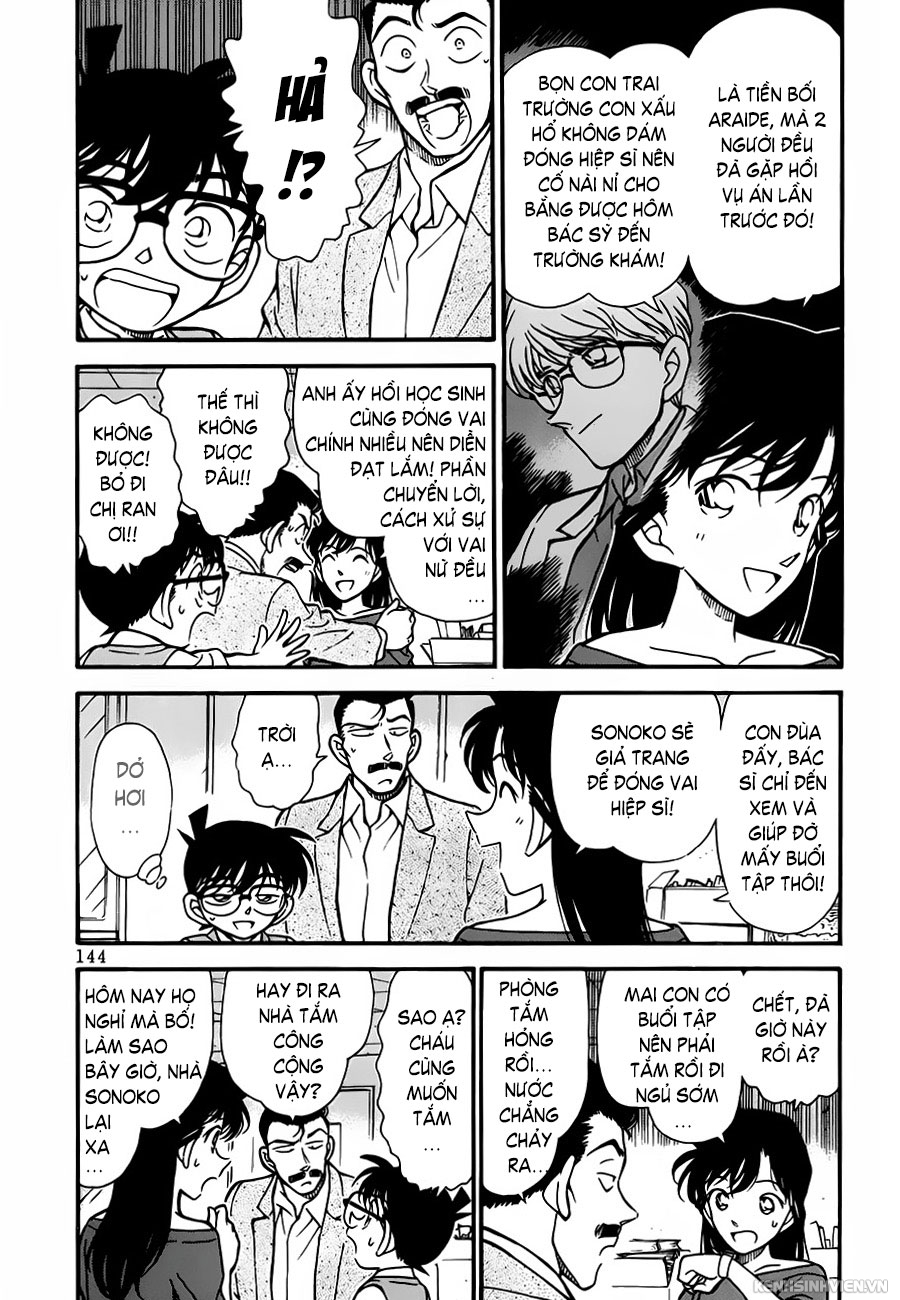 LÀ TIỀN BỐI
ARAIDE, MÀ 2
NGƯỜI ĐỀU
ĐÃ GẶP HỒI
VỤ ÁN LẦN
TRƯỚC ĐÓ!
BỌN CON TRAI
TRƯỜNG CON XẤU
HỔ KHÔNG DÁM
ĐÓNG HIỆP SĨ NÊN
CỐ NÀI NỈ CHO
BẰNG ĐƯỢC HÔM
BÁC SỸ ĐẾN
TRƯỜNG KHÁM!
HẢ
!?
ANH ẤY HỒI HỌC SINH
CŨNG ĐÓNG VAI
CHÍNH NHIỀU NÊN DIỄN
ĐẠT LẮM! PHẦN
CHUYỂN LỜI,
CÁCH XỬ SỰ
VỚI VAI
NỮ ĐỀU
...
THẾ THÌ
KHÔNG
ĐƯỢC
ĐÂU!!
KHÔNG
ĐƯỢC!
BỎ ĐI
CHỊ RAN
ƠI!!
CON ĐÙA
ĐẤY, BÁC
SĨ CHỈ ĐẾN
XEM VÀ
GIÚP ĐỠ
MẤY BUỔI
TẬP THÔI!
SONOKO SẼ
GIẢ TRANG
ĐỂ ĐÓNG VAI
HIỆP SĨ!
TRỜI
Ạ...
DỞ
HƠI
...
144
CHẾT, ĐÃ
GIỜ NÀY
RỒI À?
MAI CON CÓ
BUỔI TẬP
NÊN PHẢI
TẮM RỒI ĐI
NGỦ SỚM
...
PHÒNG
TẮM
HỎNG
RỒI...
NƯỚC
CHẲNG
CHẢY
RA...
SAO Ạ?
CHÁU
CŨNG
MUỐN
TẮM
...
HAY ĐI RA
NHÀ TẮM
CÔNG
CỘNG
VẬY?
HÔM NAY HỌ
NGHỈ MÀ BỐ!
LÀM SAO
BÂY GIỜ, NHÀ
SONOKO
LẠI
XA
...
KENHSINHVIEN.VN